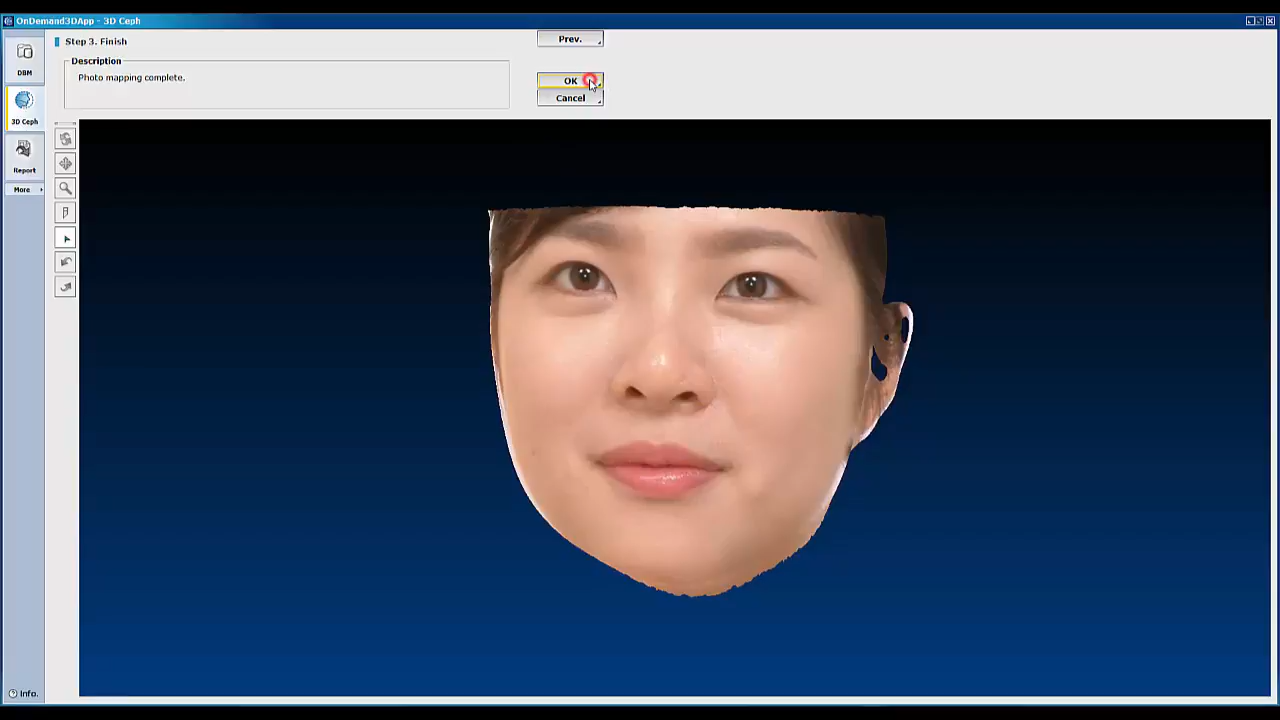 OnDemand3DApp - 3D Ceph
Step 3. Finish
Prev.
Description
Photo mapping complete.
OK
Cancel
DBM
3D Ceph
Report
More
Info.